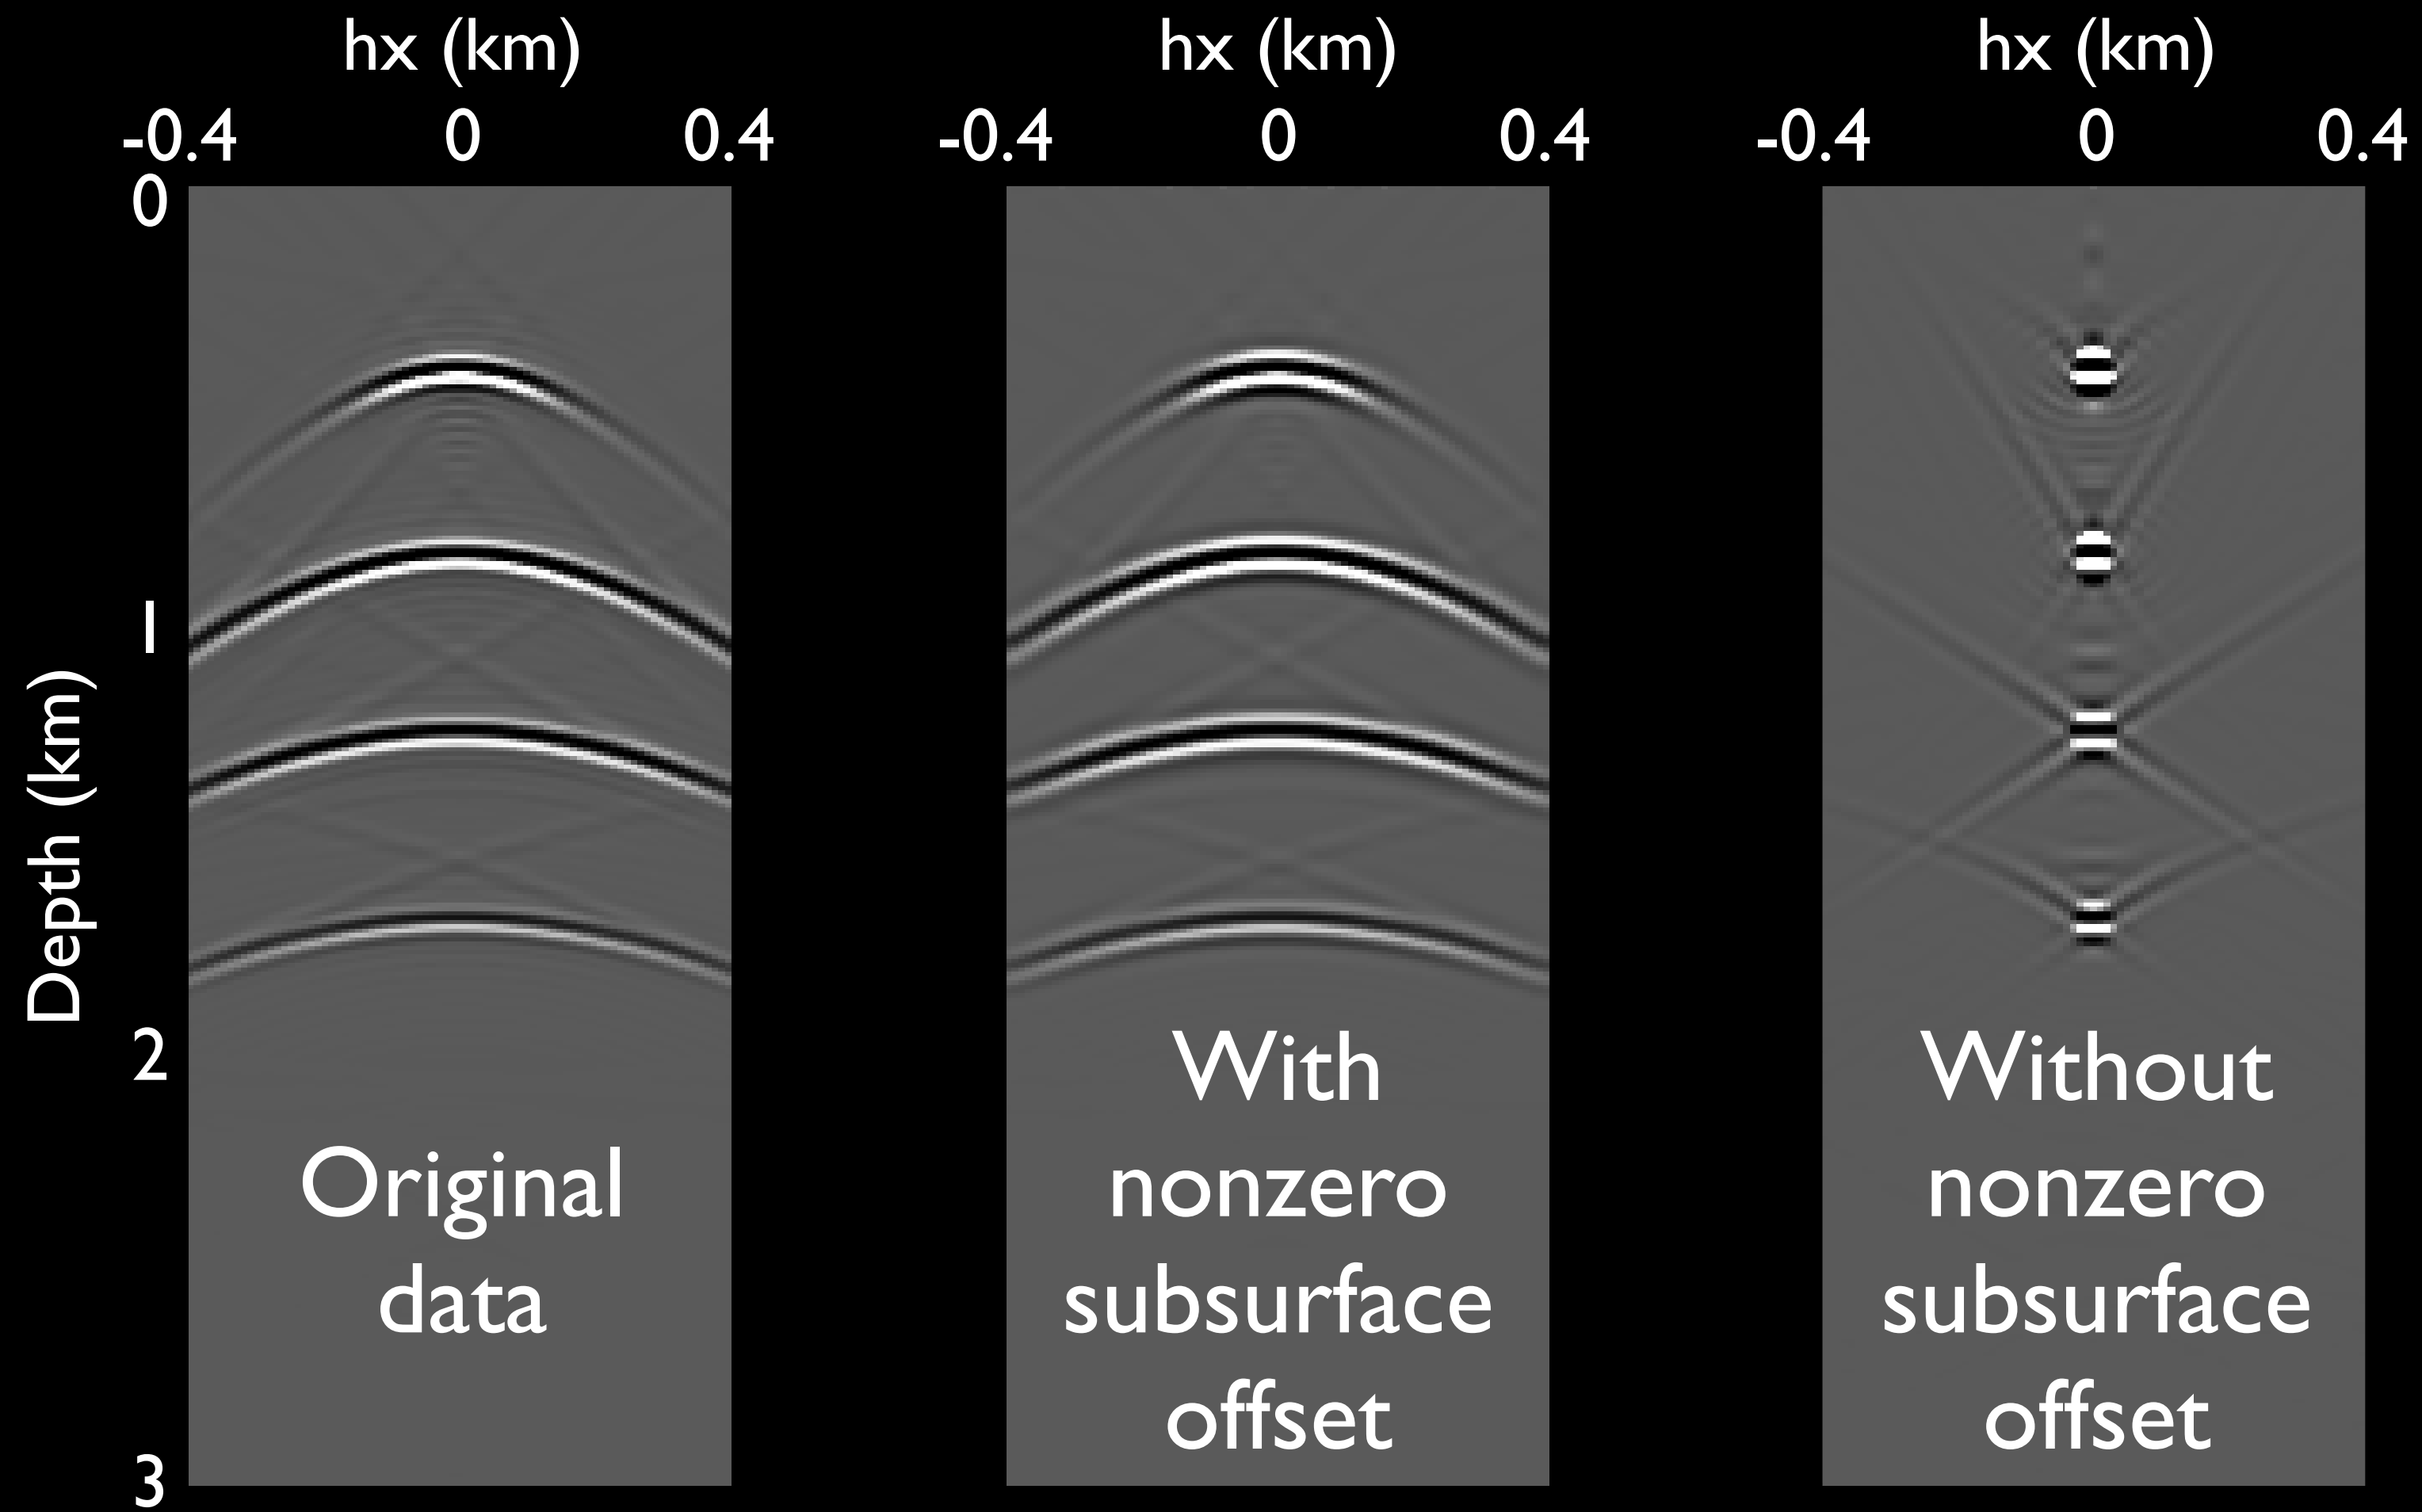 hx (km) hx (km) hx (km)
-0.4 0 0.4 -0.4 0 0.4 -0.4 0 0.4
0
1
2
3
Depth (km)
Original
data
With
nonzero
subsurface
offset
Without
nonzero
subsurface
offset